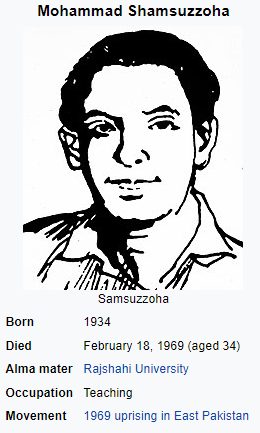 Mohammad Shamsuzzoha
Samsuzzoha
Born 1934
Died February 18, 1969 (aged 34)
Alma mater Rajshahi University
Occupation Teaching
Movement 1969 uprising in East Pakistan